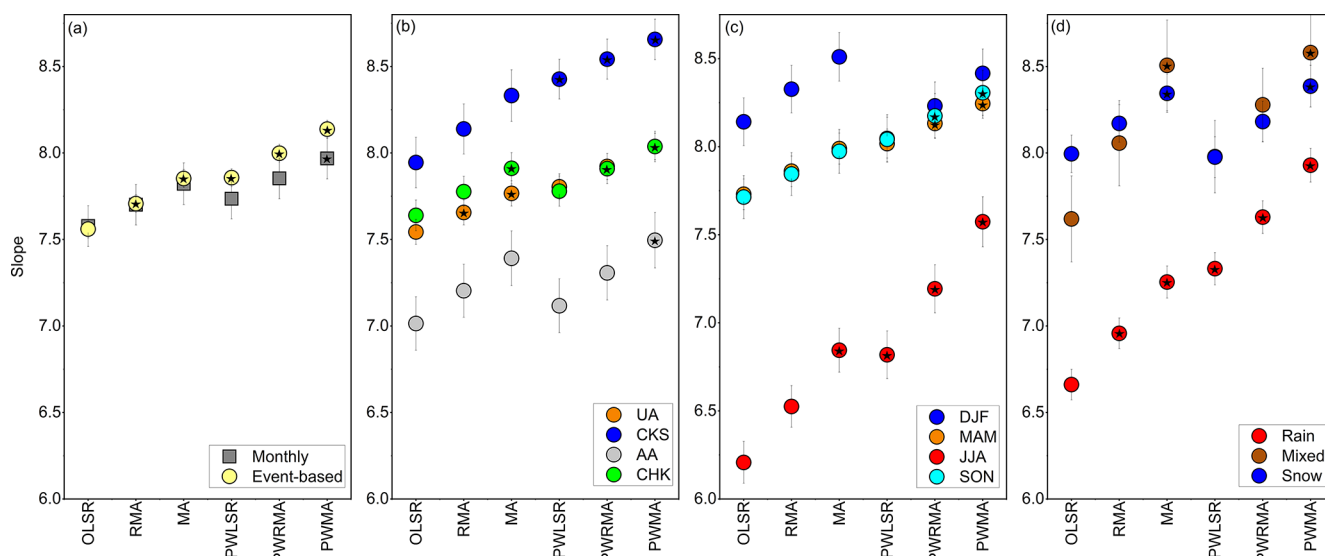 (a)
(b)
(c)
(d)
Slope
8.5
8.0
7.5
7.0
6.5
6.0
Monthly
Event-based
OLSR
RMA
MA
PWLSR
PWRMA
PWMA
8.5
8.0
7.5
7.0
6.5
6.0
UA
CKS
AA
CHK
OLSR
RMA
MA
PWLSR
PWRMA
PWMA
8.5
8.0
7.5
7.0
6.5
6.0
DJF
MAM
JJA
SON
OLSR
RMA
MA
PWLSR
PWRMA
PWMA
8.5
8.0
7.5
7.0
6.5
6.0
Rain
Mixed
Snow
OLSR
RMA
MA
PWLSR
PWRMA
PWMA